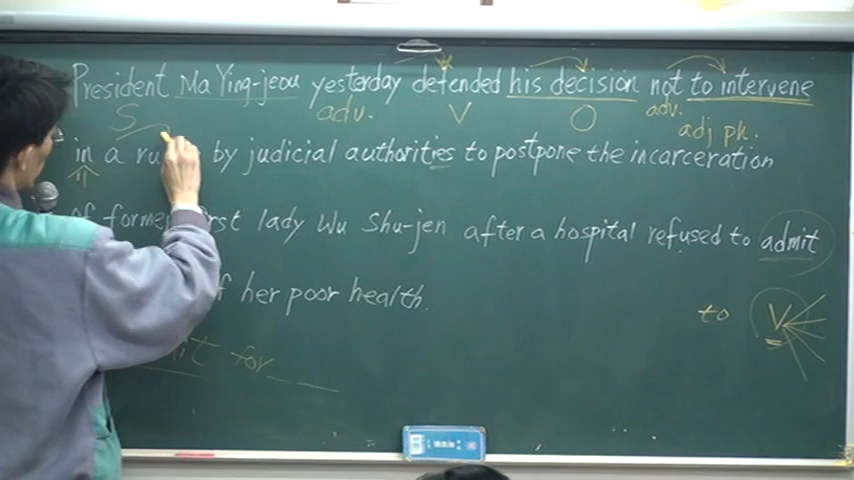 President Ma Ying-jeou yesterday defended his decision not to intervene
S adv. V O adv. adj ph.
in a ru by judicial authorities to postpone the incarceration
of former rst lady Wu Shu-jen after a hospital refused to admit
f her poor health.
to V
it for